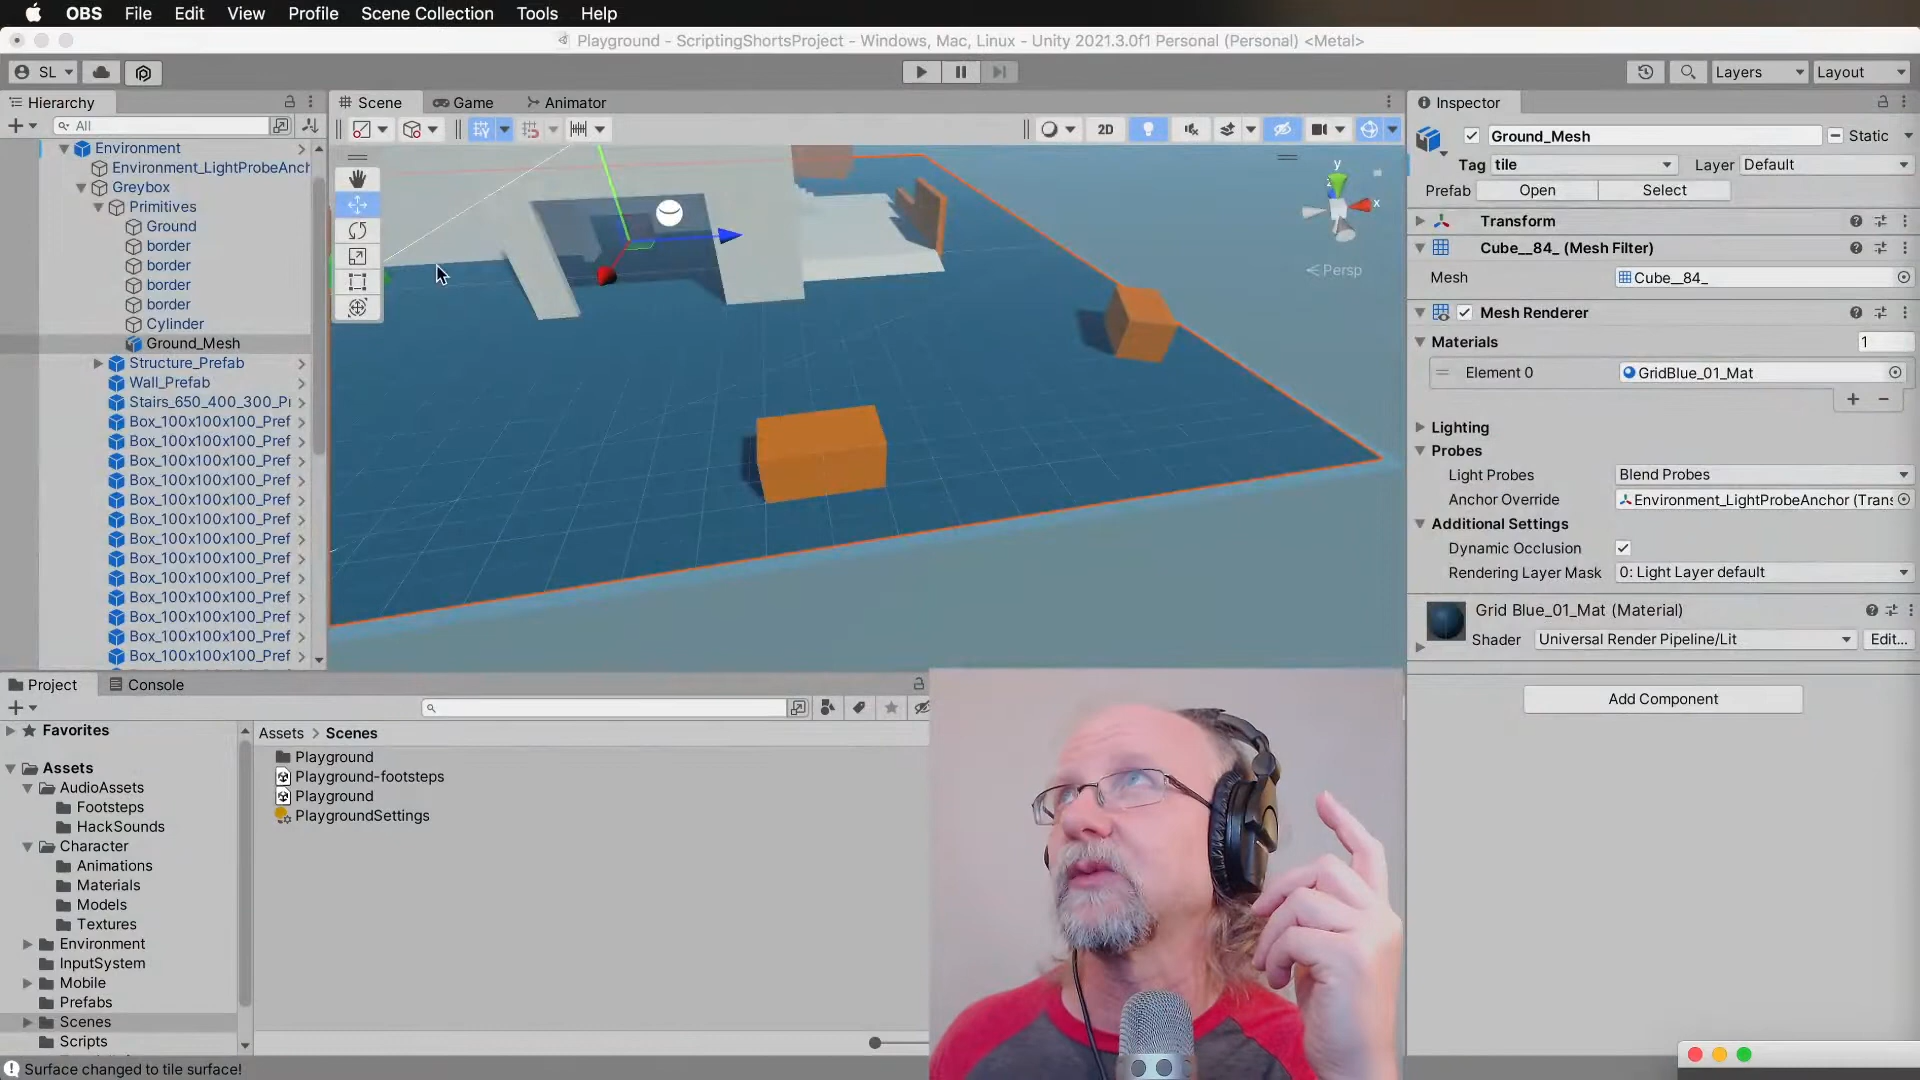 OBS File Edit View Profile Scene Collection Tools Help
Playground - ScriptingShortsProject - Windows, Mac, Linux - Unity 2021.3.0f1 Personal (Personal) <Metal>
SL Layers Layout
Hierarchy
All
Environment
Environment_LightProbeAnch
Greybox
Primitives
Ground
border
border
border
border
Cylinder
Ground_Mesh
Structure_Prefab
Wall_Prefab
Stairs_650_400_300_Pr
Box_100x100x100_Pref
Box_100x100x100_Pref
Box_100x100x100_Pref
Box_100x100x100_Pref
Box_100x100x100_Pref
Box_100x100x100_Pref
Box_100x100x100_Pref
Box_100x100x100_Pref
Box_100x100x100_Pref
Box_100x100x100_Pref
Box_100x100x100_Pref
Box_100x100x100_Pref
Box_100x100x100_Pref
Scene Game Animator
2D
y
z
x
Persp
Inspector
Ground_Mesh Static
Tag tile Layer Default
Prefab Open Select
Transform
Cube__84_ (Mesh Filter)
Mesh Cube__84_
Mesh Renderer
Materials 1
Element 0 GridBlue_01_Mat
Lighting
Probes
Light Probes Blend Probes
Anchor Override Environment_LightProbeAnchor (Trans
Additional Settings
Dynamic Occlusion
Rendering Layer Mask 0: Light Layer default
Grid Blue_01_Mat (Material)
Shader Universal Render Pipeline/Lit Edit...
Add Component
Project Console
Favorites
Assets
AudioAssets
Footsteps
HackSounds
Character
Animations
Materials
Models
Textures
Environment
InputSystem
Mobile
Prefabs
Scenes
Scripts
Assets > Scenes
Playground
Playground-footsteps
Playground
PlaygroundSettings
Surface changed to tile surface!